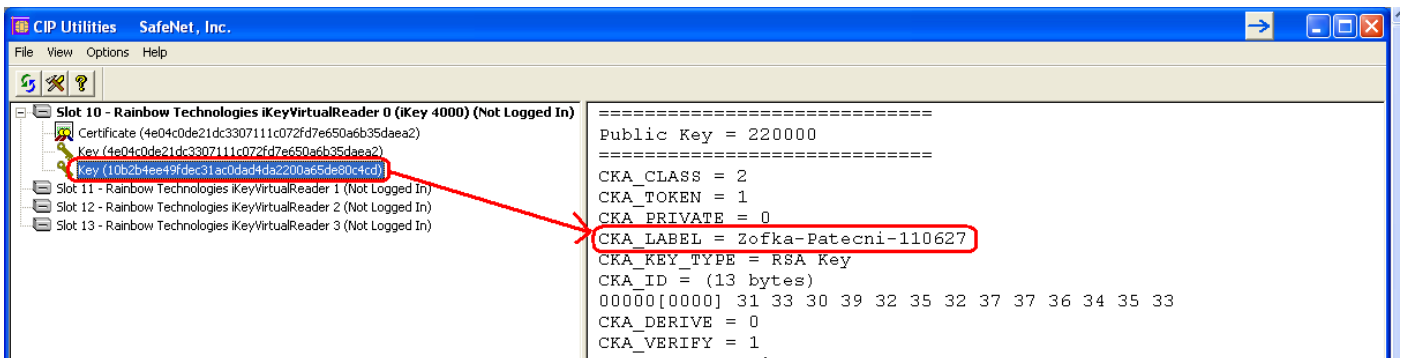 CIP Utilities    SafeNet, Inc.
File View Options Help
Slot 10 - Rainbow Technologies iKeyVirtualReader 0 (iKey 4000) (Not Logged In)
Certificate (4e04c0de21dc3307111c072fd7e650a6b35daea2)
Key (4e04c0de21dc3307111c072fd7e650a6b35daea2)
Key (10b2b4ee49fdec31ac0dad4da2200a65de80c4cd)
Slot 11 - Rainbow Technologies iKeyVirtualReader 1 (Not Logged In)
Slot 12 - Rainbow Technologies iKeyVirtualReader 2 (Not Logged In)
Slot 13 - Rainbow Technologies iKeyVirtualReader 3 (Not Logged In)
==============================
Public Key = 220000
==============================
CKA_CLASS = 2
CKA_TOKEN = 1
CKA_PRIVATE = 0
CKA_LABEL = Zofka-Patecni-110627
CKA_KEY_TYPE = RSA Key
CKA_ID = (13 bytes)
00000[0000] 31 33 30 39 32 35 32 37 37 36 34 35 33
CKA_DERIVE = 0
CKA_VERIFY = 1